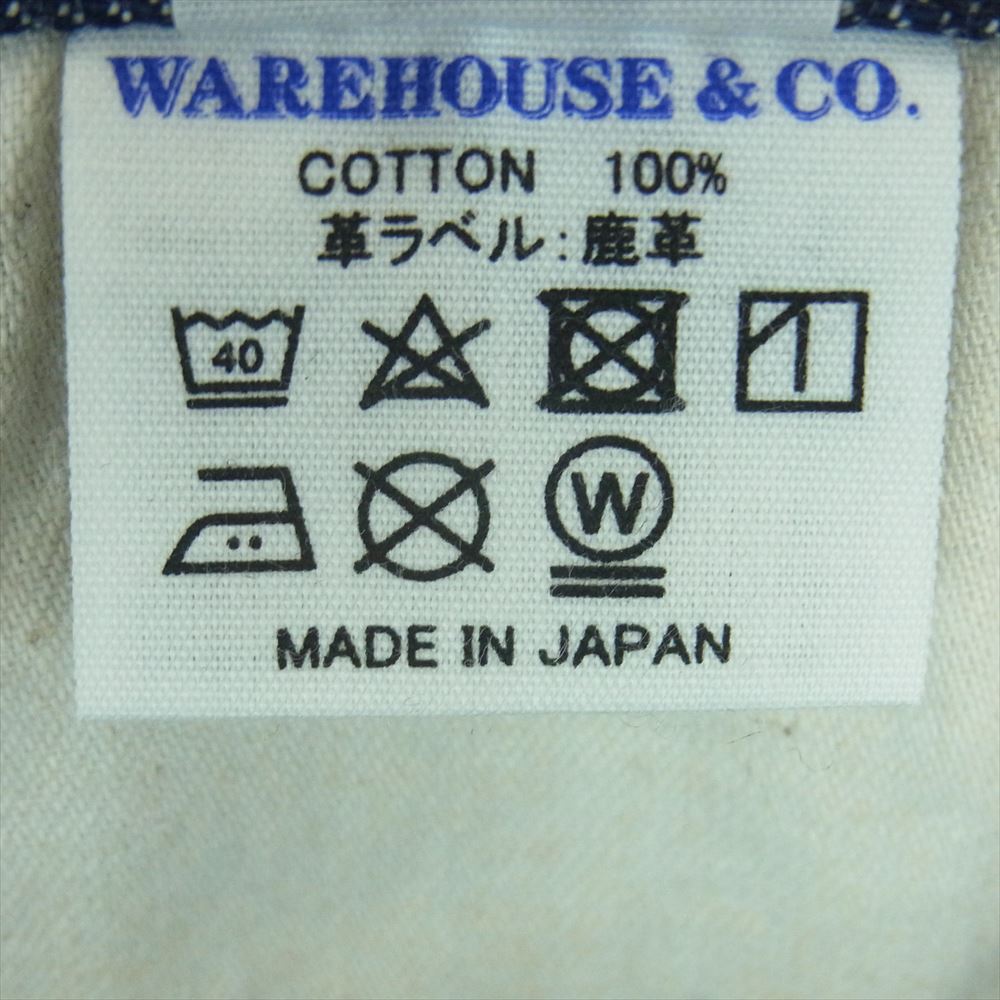 WAREHOUSE & CO.
COTTON 100%
革ラベル:鹿革
40
W
MADE IN JAPAN